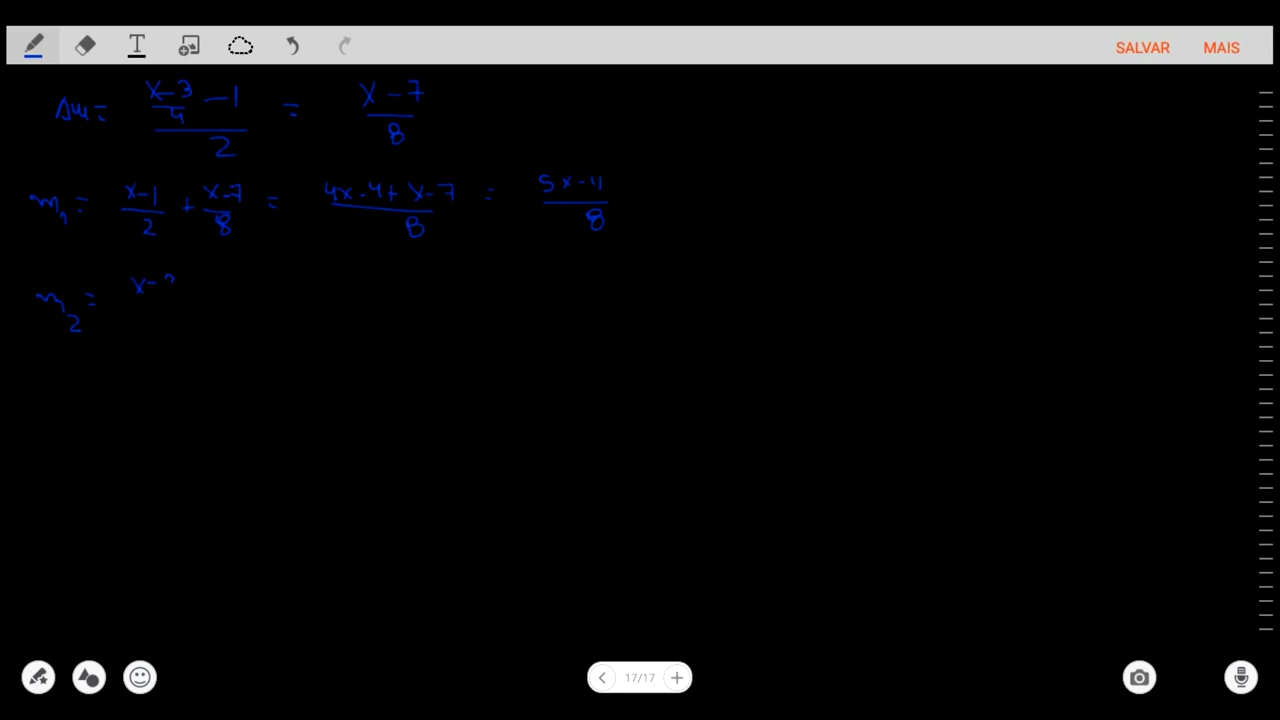 SALVAR MAIS
Δu₁ = ((x-3)/4 - 1)/2 = (x-7)/8
m₁ = (x-1)/2 + (x-7)/8 = (4x-4+x-7)/8 = (5x-11)/8
m₂ = x-
17/17